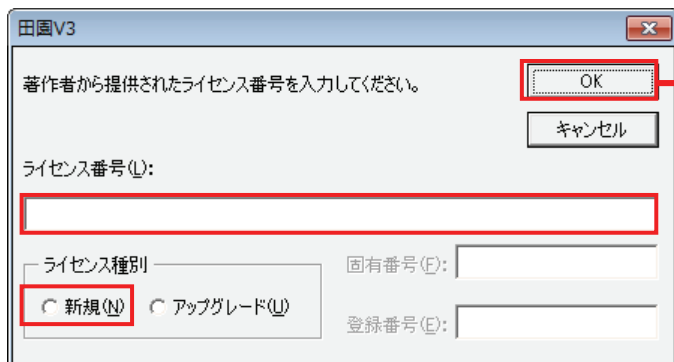 田園V3
著作者から提供されたライセンス番号を入力してください。
OK
キャンセル
ライセンス番号(L):
ライセンス種別
新規(N)
アップグレード(U)
固有番号(F):
登録番号(E):